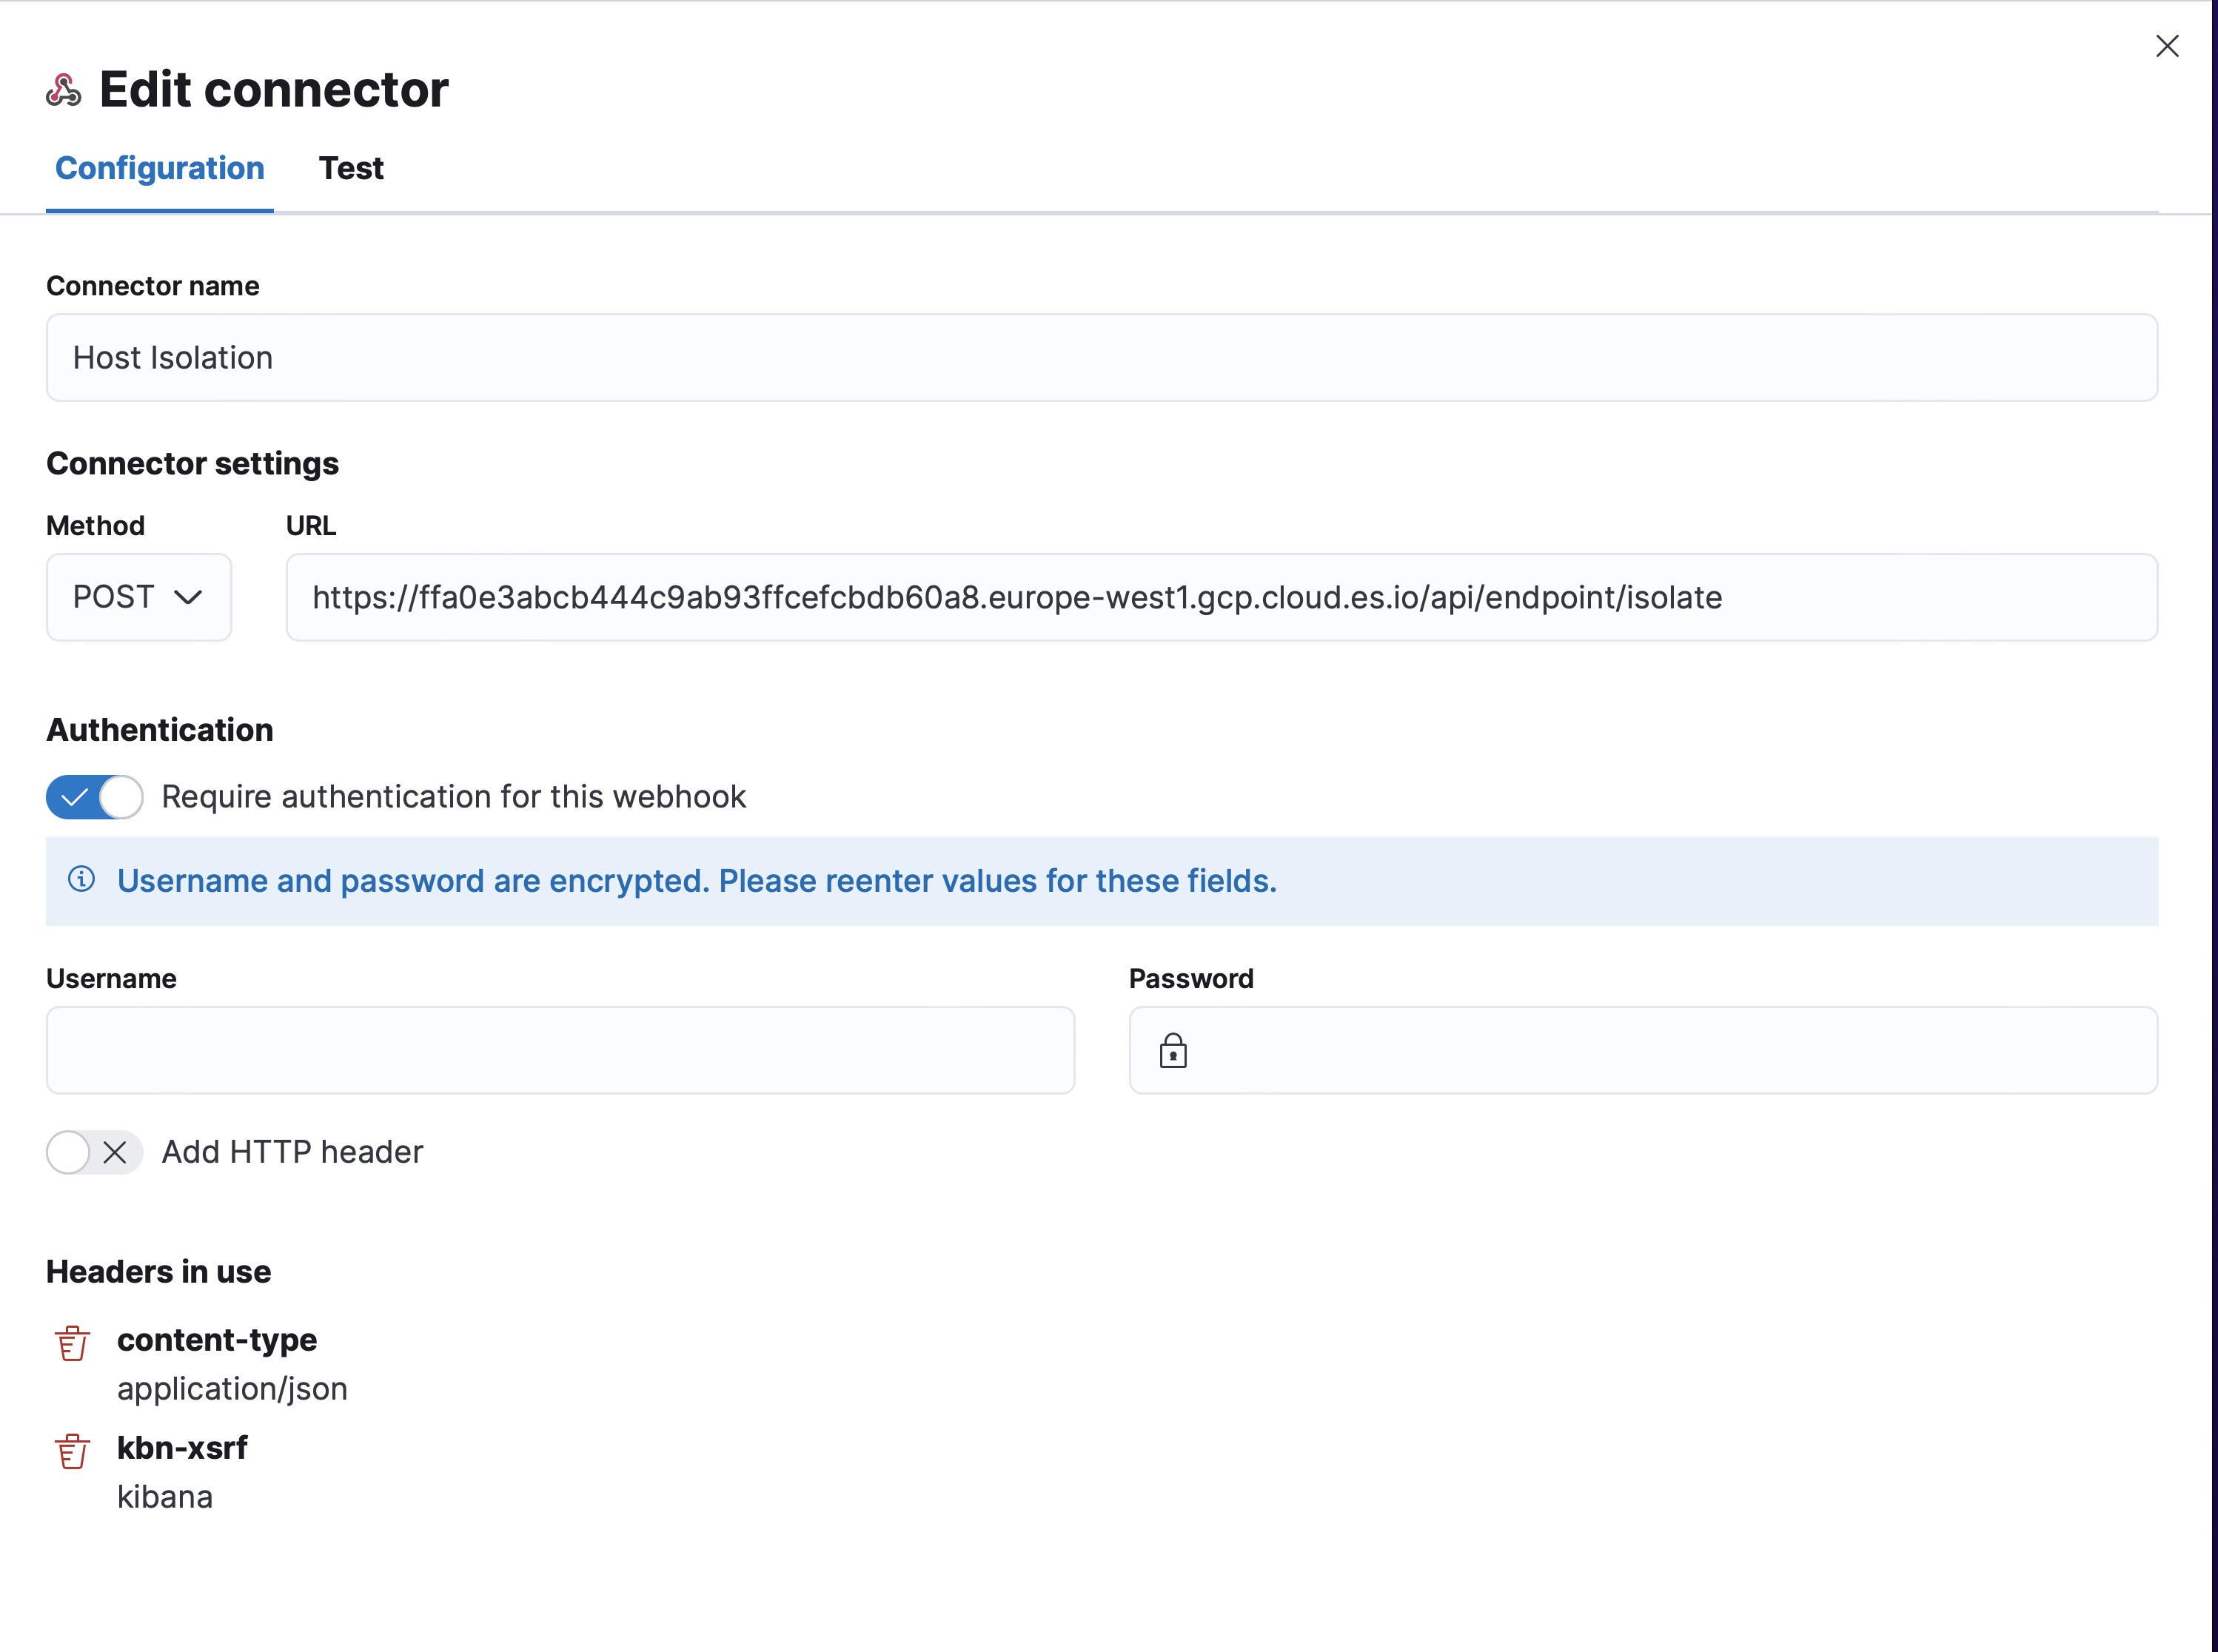 Edit connector
Configuration Test
Connector name
Host Isolation
Connector settings
Method URL
POST https://ffa0e3abcb444c9ab93ffcefcbdb60a8.europe-west1.gcp.cloud.es.io/api/endpoint/isolate
Authentication
Require authentication for this webhook
Username and password are encrypted. Please reenter values for these fields.
Username Password
Add HTTP header
Headers in use
content-type
application/json
kbn-xsrf
kibana